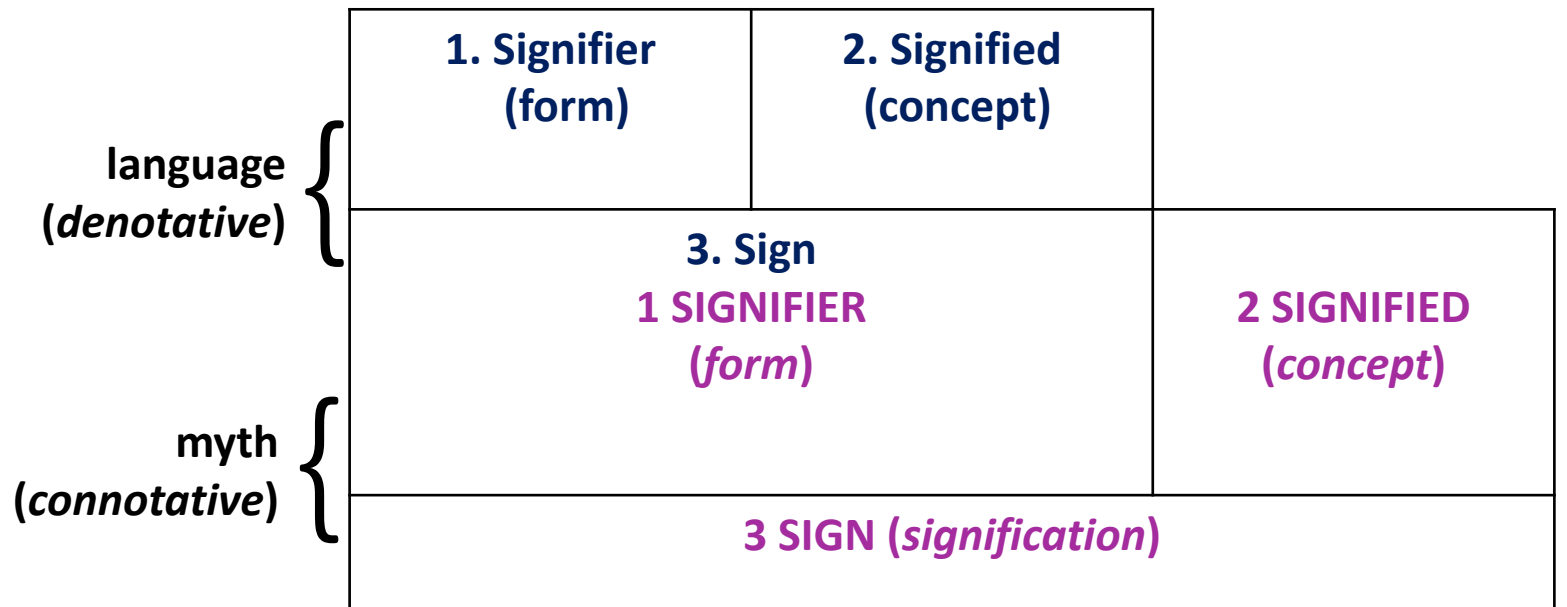 1. Signifier
(form)
2. Signified
(concept)
language
(denotative)
3. Sign
1 SIGNIFIER
(form)
2 SIGNIFIED
(concept)
myth
(connotative)
3 SIGN (signification)